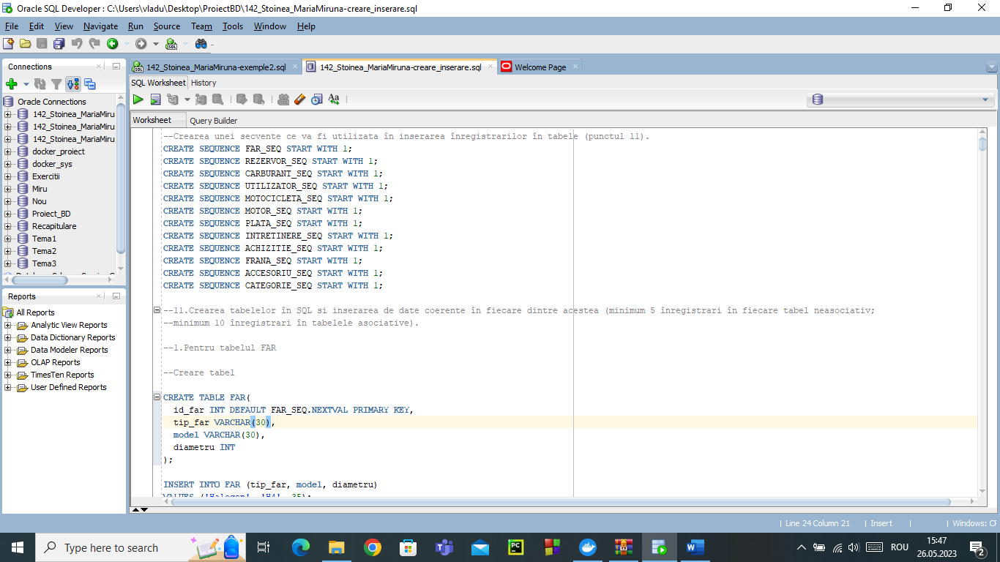 Oracle SQL Developer : C:\Users\vladu\Desktop\ProiectBD\142_Stoinea_MariaMiruna-creare_inserare.sql
File Edit View Navigate Run Source Team Tools Window Help
Connections
Oracle Connections
142_Stoinea_MariaMiru
142_Stoinea_MariaMiru
142_Stoinea_MariaMiru
docker_proiect
docker_sys
Exercitii
Miru
Nou
Proiect_BD
Recapitulare
Tema1
Tema2
Tema3
Reports
All Reports
Analytic View Reports
Data Dictionary Reports
Data Modeler Reports
OLAP Reports
TimesTen Reports
User Defined Reports
142_Stoinea_MariaMiruna-exemple2.sql 142_Stoinea_MariaMiruna-creare_inserare.sql Welcome Page
SQL Worksheet History
Worksheet Query Builder
--Crearea unei secvente ce va fi utilizata în inserarea înregistrarilor în tabele (punctul 11).
CREATE SEQUENCE FAR_SEQ START WITH 1;
CREATE SEQUENCE REZERVOR_SEQ START WITH 1;
CREATE SEQUENCE CARBURANT_SEQ START WITH 1;
CREATE SEQUENCE UTILIZATOR_SEQ START WITH 1;
CREATE SEQUENCE MOTOCICLETA_SEQ START WITH 1;
CREATE SEQUENCE MOTOR_SEQ START WITH 1;
CREATE SEQUENCE PLATA_SEQ START WITH 1;
CREATE SEQUENCE INTRETINERE_SEQ START WITH 1;
CREATE SEQUENCE ACHIZITIE_SEQ START WITH 1;
CREATE SEQUENCE FRANA_SEQ START WITH 1;
CREATE SEQUENCE ACCESORIU_SEQ START WITH 1;
CREATE SEQUENCE CATEGORIE_SEQ START WITH 1;
--11.Crearea tabelelor în SQL si inserarea de date coerente în fiecare dintre acestea (minimum 5 înregistrari în fiecare tabel neasociativ;
--minimum 10 înregistrari în tabelele asociative).
--1.Pentru tabelul FAR
--Creare tabel
CREATE TABLE FAR(
id_far INT DEFAULT FAR_SEQ.NEXTVAL PRIMARY KEY,
tip_far VARCHAR(30),
model VARCHAR(30),
diametru INT
);
INSERT INTO FAR (tip_far, model, diametru)
VALUES ('Halogen', 'H4', 35);
Line 24 Column 21 Insert Windows: CF
Type here to search
ROU
15:47
26.05.2023
2